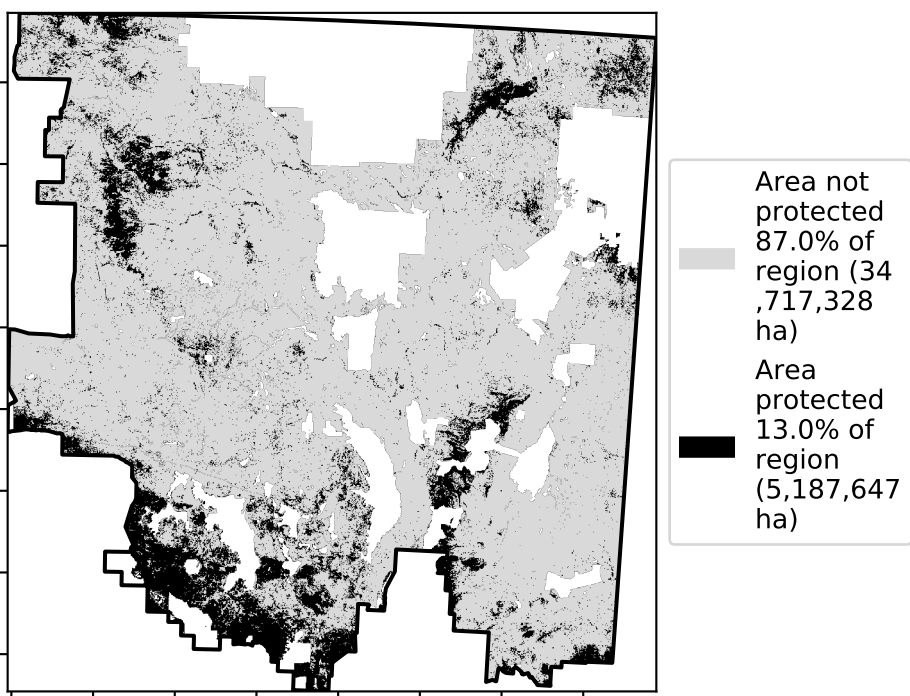 Area not
protected
87.0% of
region (34
,717,328
ha)
Area
protected
13.0% of
region
(5,187,647
ha)